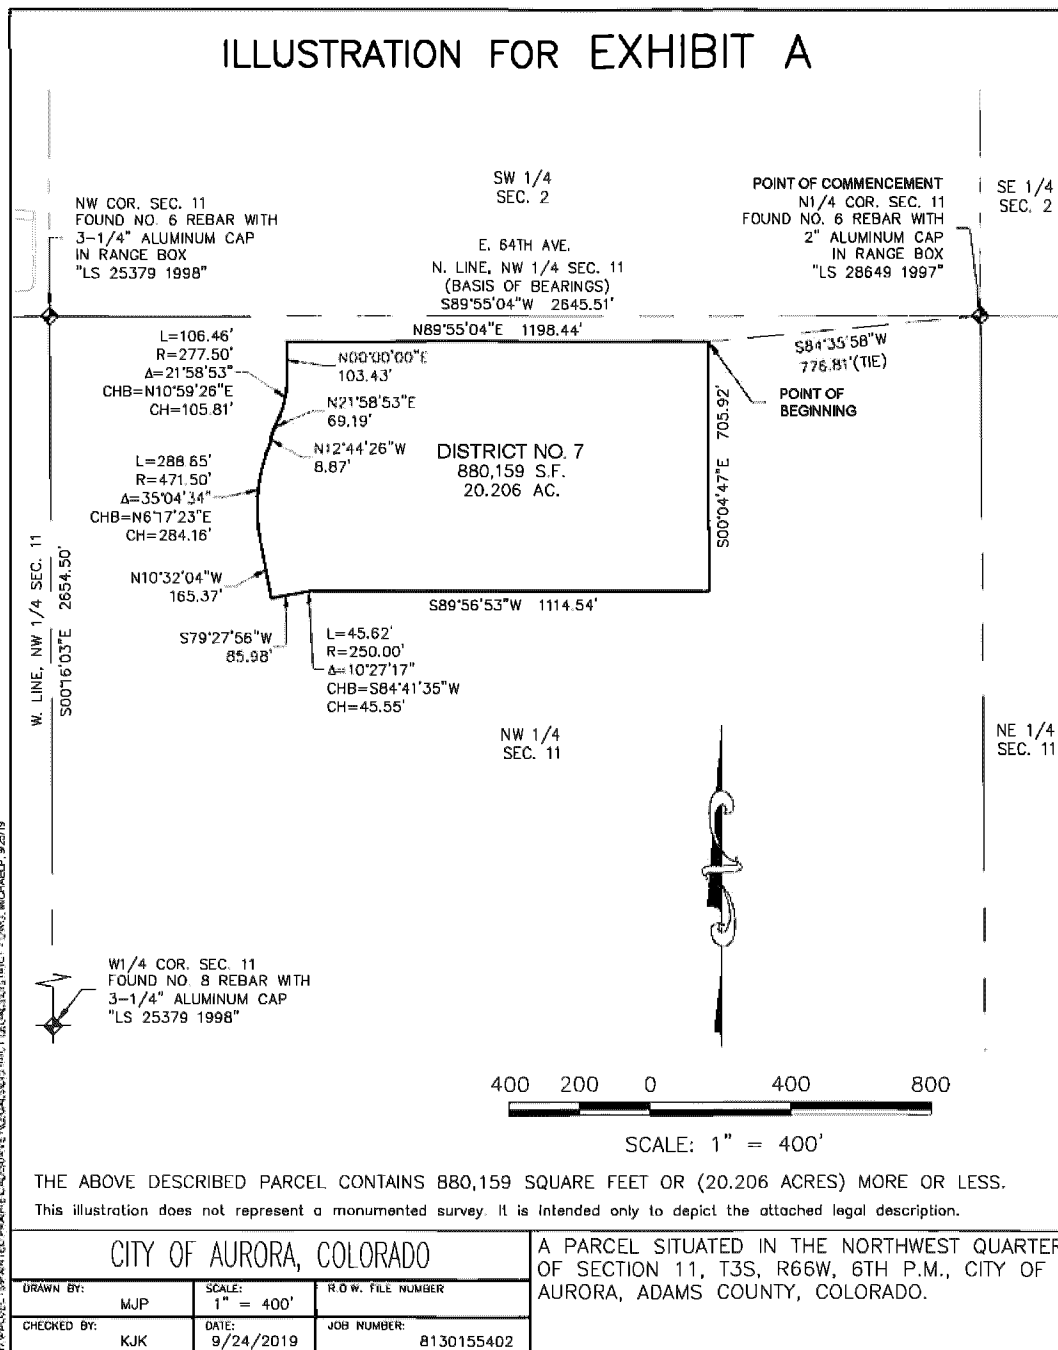 ILLUSTRATION FOR EXHIBIT A
SW 1/4
SEC. 2
POINT OF COMMENCEMENT
N1/4 COR. SEC. 11
FOUND NO. 6 REBAR WITH
2" ALUMINUM CAP
IN RANGE BOX
"LS 28649 1997"
SE 1/4
SEC. 2
NW COR. SEC. 11
FOUND NO. 6 REBAR WITH
3-1/4" ALUMINUM CAP
IN RANGE BOX
"LS 25379 1998"
E. 64TH AVE.
N. LINE, NW 1/4 SEC. 11
(BASIS OF BEARINGS)
S89°55'04"W 2645.51'
N89°55'04"E 1198.44'
S84°35'58"W
776.81'(TIE)
POINT OF
BEGINNING
L=106.46'
R=277.50'
Δ=21°58'53"
CHB=N10°59'26"E
CH=105.81'
N00°00'00"E
103.43'
N21°58'53"E
69.19'
N12°44'26"W
8.87'
DISTRICT NO. 7
880,159 S.F.
20.206 AC.
S00°04'47"E 705.92'
L=288.65'
R=471.50'
Δ=35°04'34"
CHB=N6°17'23"E
CH=284.16'
N10°32'04"W
165.37'
S79°27'56"W
85.98'
S89°56'53"W 1114.54'
L=45.62'
R=250.00'
Δ=10°27'17"
CHB=S84°41'35"W
CH=45.55'
W. LINE, NW 1/4 SEC. 11
S00°16'03"E 2654.50'
NW 1/4
SEC. 11
NE 1/4
SEC. 11
W1/4 COR. SEC. 11
FOUND NO. 8 REBAR WITH
3-1/4" ALUMINUM CAP
"LS 25379 1998"
400 200 0 400 800
SCALE: 1" = 400'
THE ABOVE DESCRIBED PARCEL CONTAINS 880,159 SQUARE FEET OR (20.206 ACRES) MORE OR LESS.
This illustration does not represent a monumented survey. It is intended only to depict the attached legal description.
CITY OF AURORA, COLORADO
DRAWN BY:
MJP
SCALE:
1" = 400'
R.O.W. FILE NUMBER
CHECKED BY:
KJK
DATE:
9/24/2019
JOB NUMBER:
8130155402
A PARCEL SITUATED IN THE NORTHWEST QUARTER
OF SECTION 11, T3S, R66W, 6TH P.M., CITY OF
AURORA, ADAMS COUNTY, COLORADO.